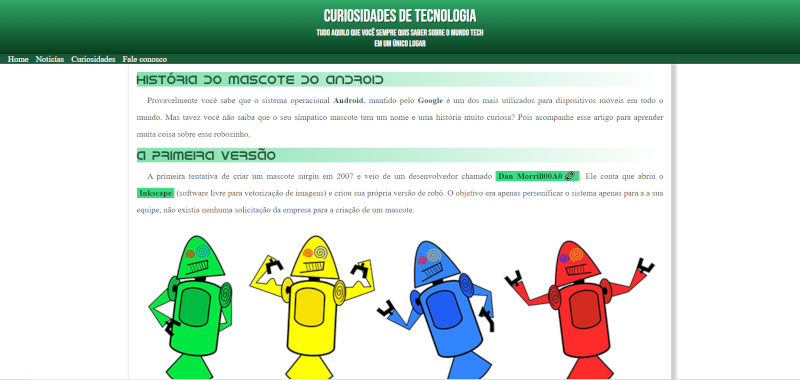 CURIOSIDADES DE TECNOLOGIA
TUDO AQUILO QUE VOCÊ SEMPRE QUIS SABER SOBRE O MUNDO TECH
EM UM ÚNICO LUGAR
Home Notícias Curiosidades Fale conosco
HISTÓRIA DO MASCOTE DO ANDROID
Provavelmente você sabe que o sistema operacional Android, mantido pelo Google é um dos mais utilizados para dispositivos móveis em todo o
mundo. Mas tavez você não saiba que o seu simpático mascote tem um nome e uma história muito curiosa? Pois acompanhe esse artigo para aprender
muita coisa sobre esse robozinho.
A PRIMEIRA VERSÃO
A primeira tentativa de criar um mascote surgiu em 2007 e veio de um desenvolvedor chamado Dan Morrill00A0 . Ele conta que abriu o
Inkscape (software livre para vetorização de imagens) e criou sua própria versão de robô. O objetivo era apenas personificar o sistema apenas para a a sua
equipe, não existia nenhuma solicitação da empresa para a criação de um mascote.